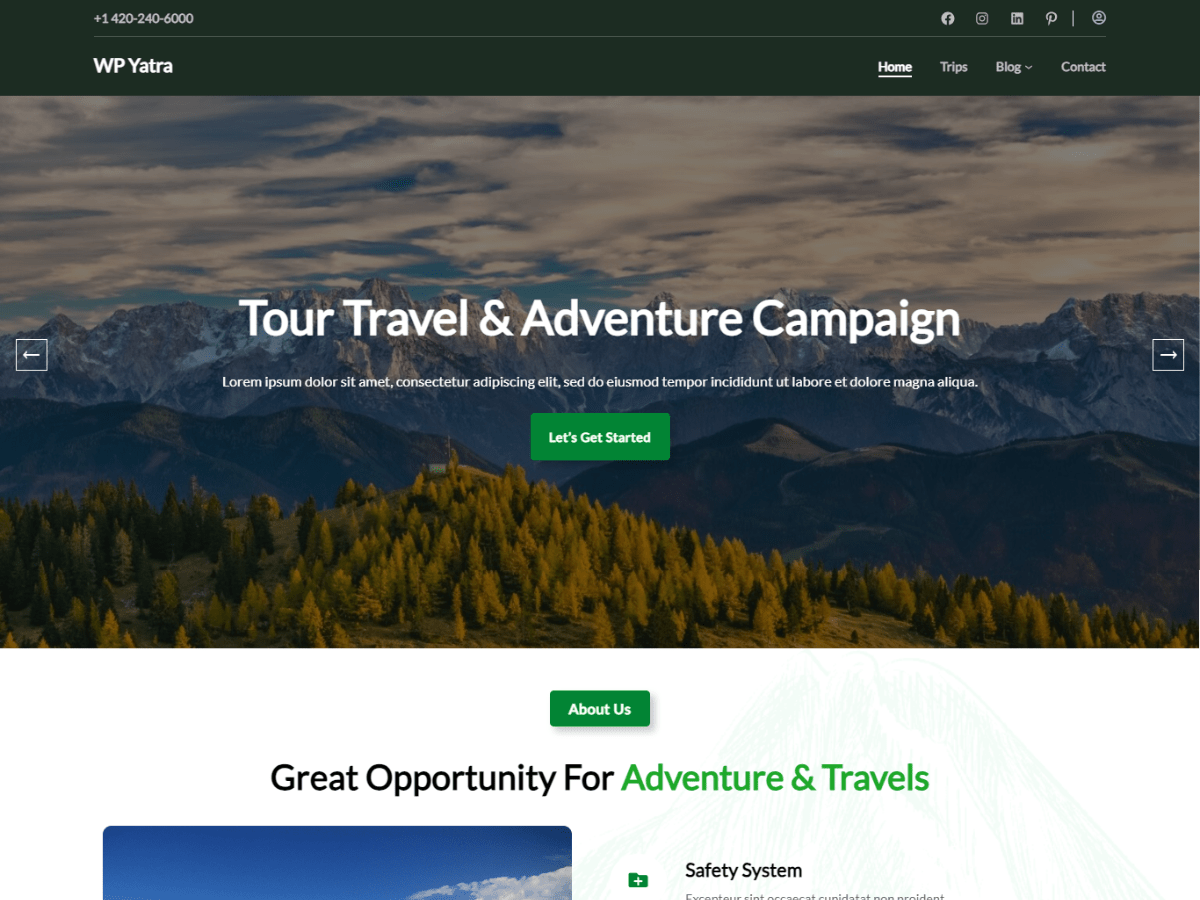 +1 420-240-6000
WP Yatra
Home
Trips
Blog
Contact
Tour Travel & Adventure Campaign
Lorem ipsum dolor sit amet, consectetur adipiscing elit, sed do eiusmod tempor incididunt ut labore et dolore magna aliqua.
Let's Get Started
About Us
Great Opportunity For Adventure & Travels
Safety System
Excepteur sint occaecat cupidatat non proident